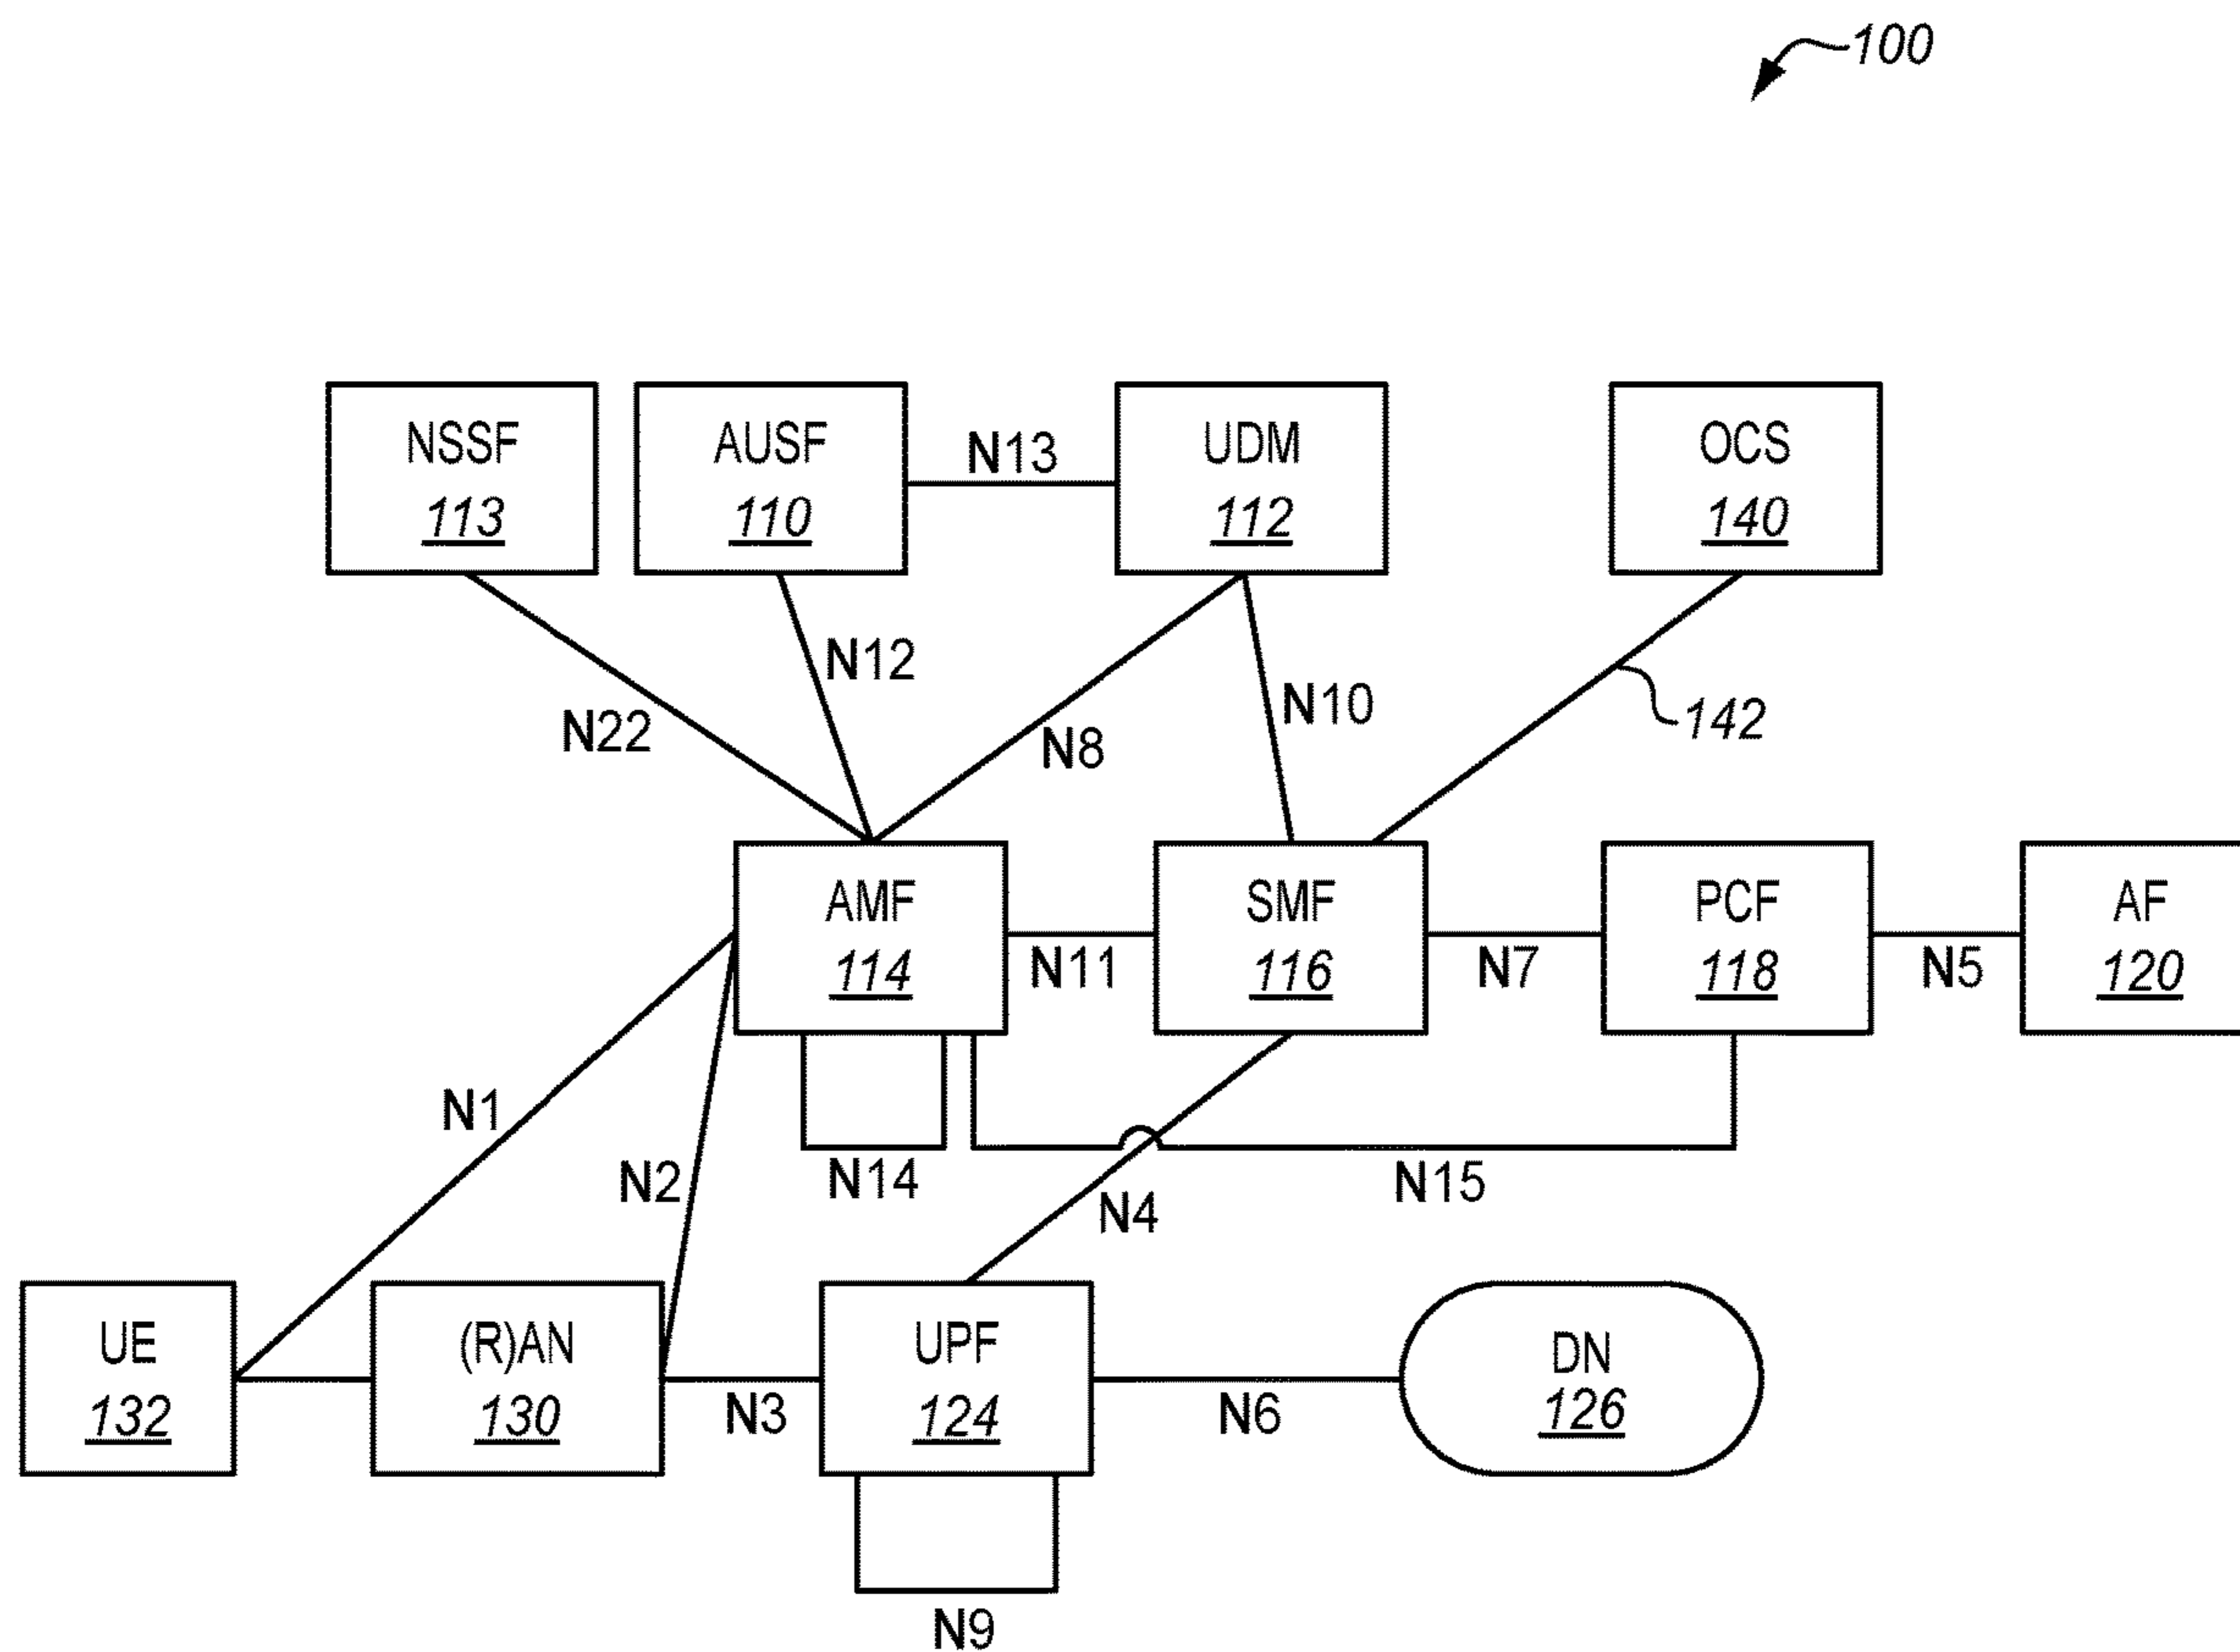 100
NSSF
113
AUSF
110
N13
UDM
112
OCS
140
N22
N12
N8
N10
142
AMF
114
N11
SMF
116
N7
PCF
118
N5
AF
120
N1
N2
N14
N4
N15
UE
132
(R)AN
130
N3
UPF
124
N6
DN
126
N9